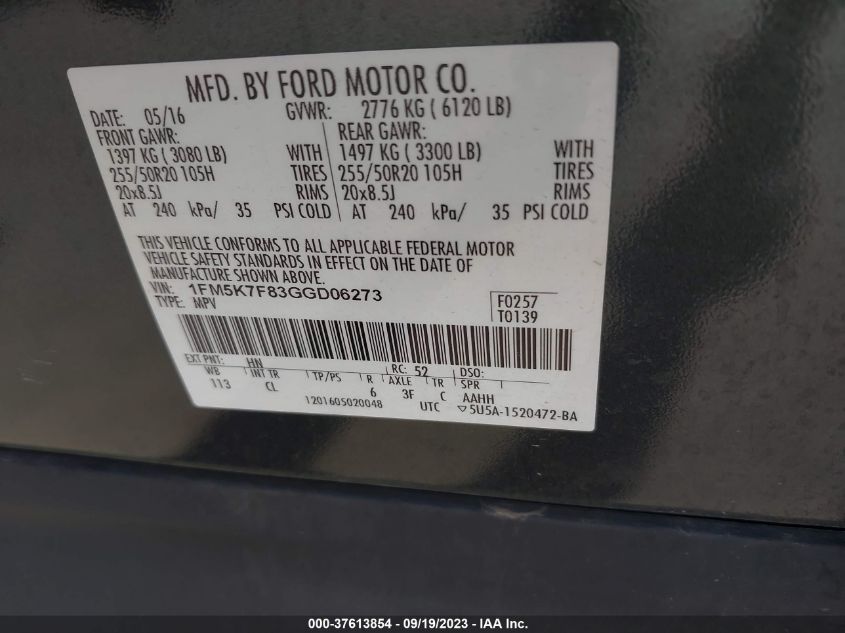 MFD. BY FORD MOTOR CO.
DATE: 05/16 GVWR: 2776 KG ( 6120 LB)
FRONT GAWR: REAR GAWR:
1397 KG ( 3080 LB) WITH 1497 KG ( 3300 LB) WITH
255/50R20 105H TIRES 255/50R20 105H TIRES
20x8.5J RIMS 20x8.5J RIMS
AT 240 kPa/ 35 PSI COLD AT 240 kPa/ 35 PSI COLD
THIS VEHICLE CONFORMS TO ALL APPLICABLE FEDERAL MOTOR
VEHICLE SAFETY STANDARDS IN EFFECT ON THE DATE OF
MANUFACTURE SHOWN ABOVE.
VIN: 1FM5K7F83GGD06273 F0257
TYPE: MPV T0139
EXT PNT: HN RC: 52 DSO:
WB INT TR TP/PS R AXLE TR SPR
113 CL 6 3F C AAHH
1201605020048 UTC ▽5U5A-1520472-BA
000-37613854 - 09/19/2023 - IAA Inc.